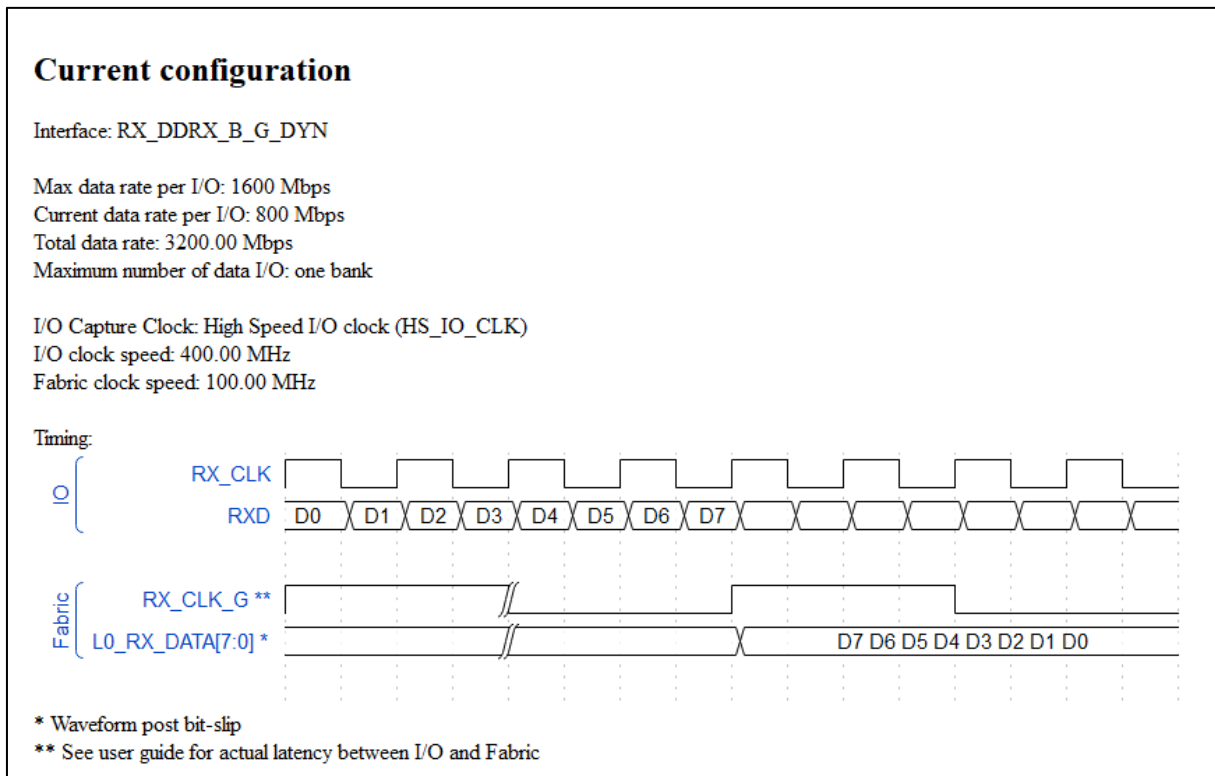 Current configuration
Interface: RX_DDRX_B_G_DYN
Max data rate per I/O: 1600 Mbps
Current data rate per I/O: 800 Mbps
Total data rate: 3200.00 Mbps
Maximum number of data I/O: one bank
I/O Capture Clock: High Speed I/O clock (HS_IO_CLK)
I/O clock speed: 400.00 MHz
Fabric clock speed: 100.00 MHz
Timing:
IO
RX_CLK
RXD D0 D1 D2 D3 D4 D5 D6 D7
Fabric
RX_CLK_G **
L0_RX_DATA[7:0] * D7 D6 D5 D4 D3 D2 D1 D0
* Waveform post bit-slip
** See user guide for actual latency between I/O and Fabric